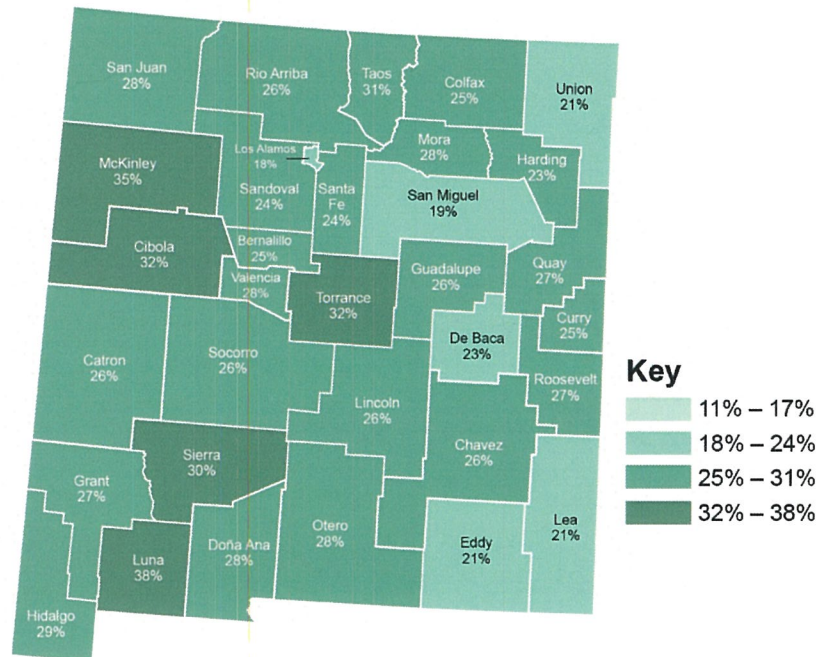 San Juan
28%
Rio Arriba
26%
Taos
31%
Colfax
25%
Union
21%
McKinley
35%
Los Alamos
18%
Sandoval
24%
Santa
Fe
24%
Mora
28%
Harding
23%
San Miguel
19%
Cibola
32%
Bernalillo
25%
Valencia
28%
Torrance
32%
Guadalupe
26%
Quay
27%
Curry
25%
De Baca
23%
Roosevelt
27%
Catron
26%
Socorro
26%
Lincoln
26%
Chavez
26%
Sierra
30%
Grant
27%
Luna
38%
Doña Ana
28%
Otero
28%
Eddy
21%
Lea
21%
Hidalgo
29%
Key
11% – 17%
18% – 24%
25% – 31%
32% – 38%